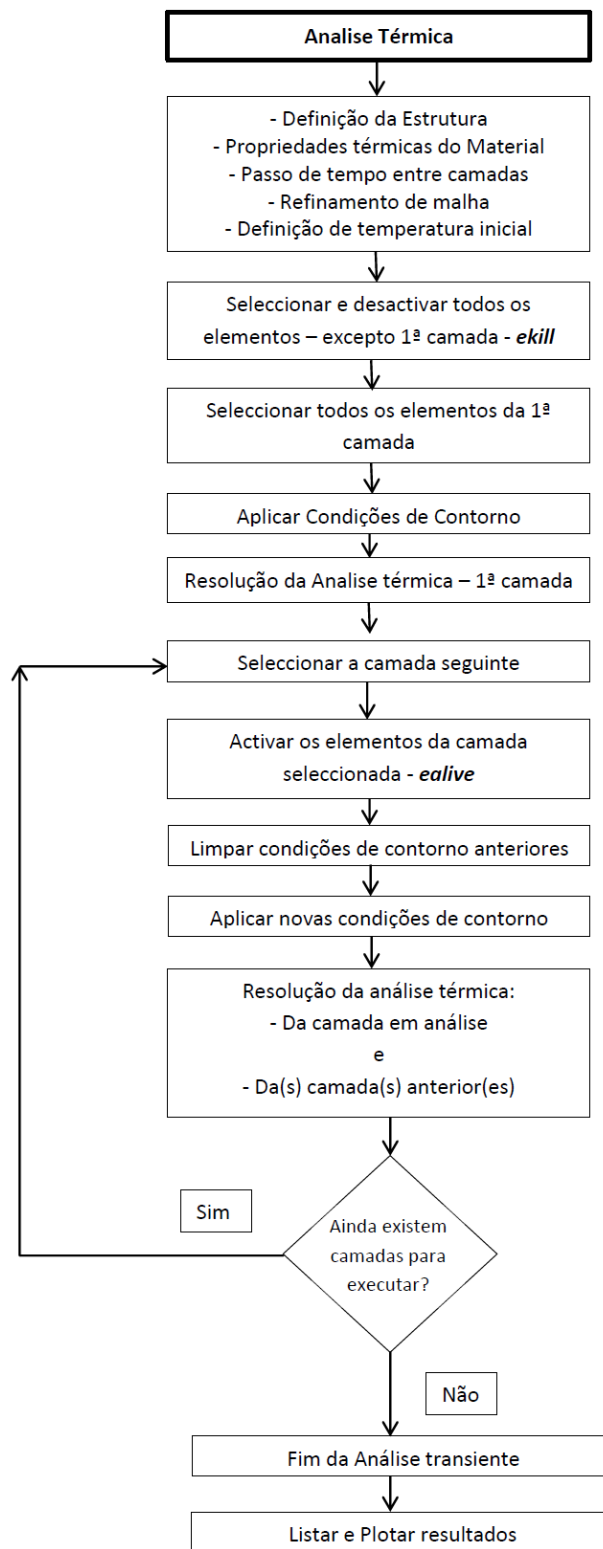 Analise Térmica
- Definição da Estrutura
- Propriedades térmicas do Material
- Passo de tempo entre camadas
- Refinamento de malha
- Definição de temperatura inicial
Seleccionar e desactivar todos os
elementos – excepto 1ª camada - ekill
Seleccionar todos os elementos da 1ª
camada
Aplicar Condições de Contorno
Resolução da Analise térmica – 1ª camada
Seleccionar a camada seguinte
Activar os elementos da camada
seleccionada - ealive
Limpar condições de contorno anteriores
Aplicar novas condições de contorno
Resolução da análise térmica:
- Da camada em análise
e
- Da(s) camada(s) anterior(es)
Sim
Ainda existem
camadas para
executar?
Não
Fim da Análise transiente
Listar e Plotar resultados